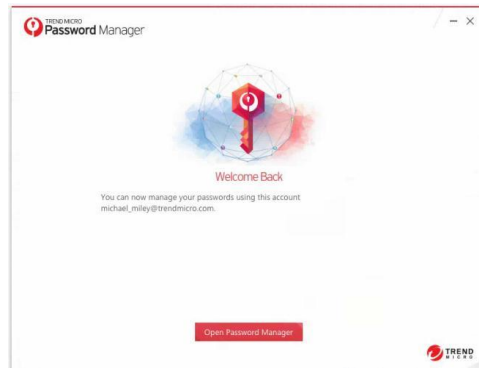 TREND MICRO
Password Manager
Welcome Back
You can now manage your passwords using this account
michael_miley@trendmicro.com.
Open Password Manager
TREND
MICRO